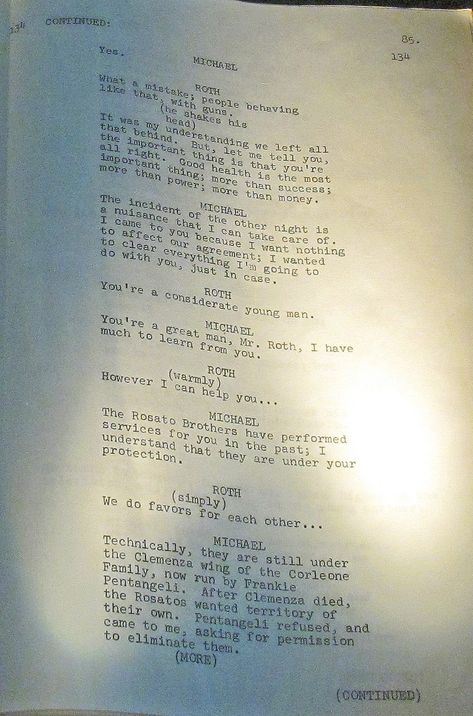 CONTINUED:
85.
134
134
MICHAEL
Yes.
ROTH
What a mistake; people behaving
like that, with guns.
(he shakes his
head)
It was my understanding we left all
that behind. But, let me tell you,
the important thing is that you're
all right. Good health is the most
important thing; more than success;
more than power; more than money.
MICHAEL
The incident of the other night is
a nuisance that I can take care of.
I came to you because I want nothing
to affect our agreement; I wanted
to clear everything I'm going to
do with you, just in case.
ROTH
You're a considerate young man.
MICHAEL
You're a great man, Mr. Roth, I have
much to learn from you.
ROTH
(warmly)
However I can help you...
MICHAEL
The Rosato Brothers have performed
services for you in the past; I
understand that they are under your
protection.
ROTH
(simply)
We do favors for each other...
MICHAEL
Technically, they are still under
the Clemenza wing of the Corleone
Family, now run by Frankie
Pentangeli. After Clemenza died,
the Rosatos wanted territory of
their own. Pentangeli refused, and
came to me, asking for permission
to eliminate them.
(MORE)
(CONTINUED)